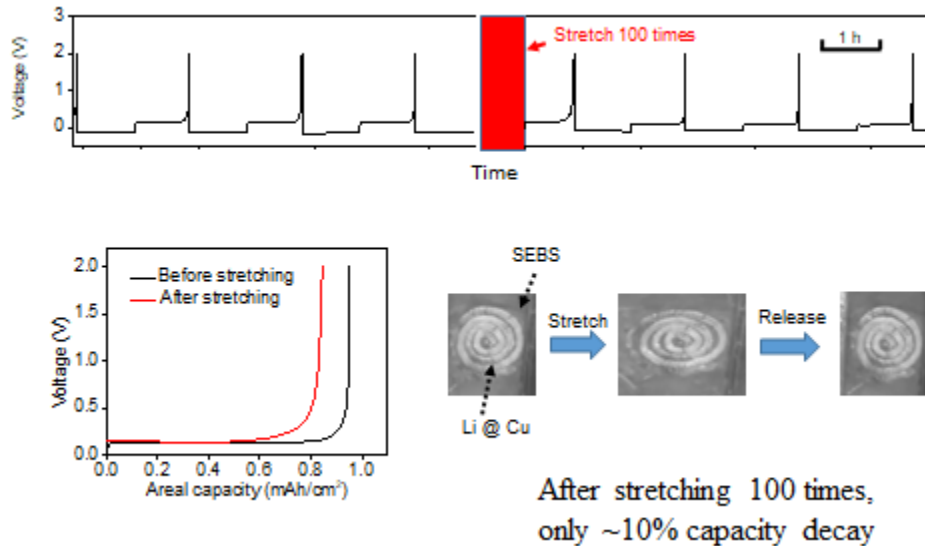 3
2
1
0
Voltage (V)
Stretch 100 times
1 h
Time
2.0
1.5
1.0
0.5
0.0
Voltage (V)
Before stretching
After stretching
0.0 0.2 0.4 0.6 0.8 1.0
Areal capacity (mAh/cm²)
SEBS
Stretch
Release
Li @ Cu
After stretching 100 times,
only ~10% capacity decay